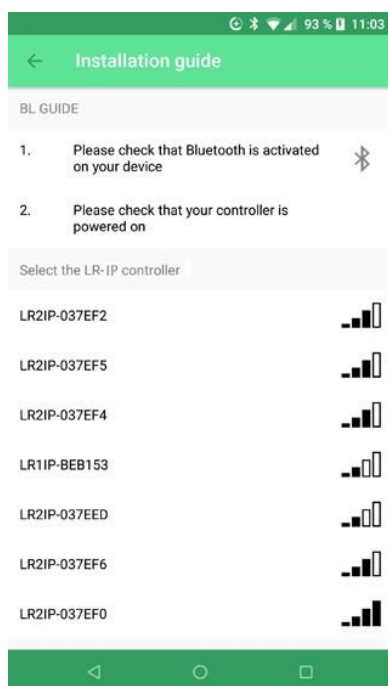 93 % 11:03
Installation guide
BL GUIDE
1. Please check that Bluetooth is activated
on your device
2. Please check that your controller is
powered on
Select the LR-IP controller
LR2IP-037EF2
LR2IP-037EF5
LR2IP-037EF4
LR1IP-BEB153
LR2IP-037EED
LR2IP-037EF6
LR2IP-037EF0